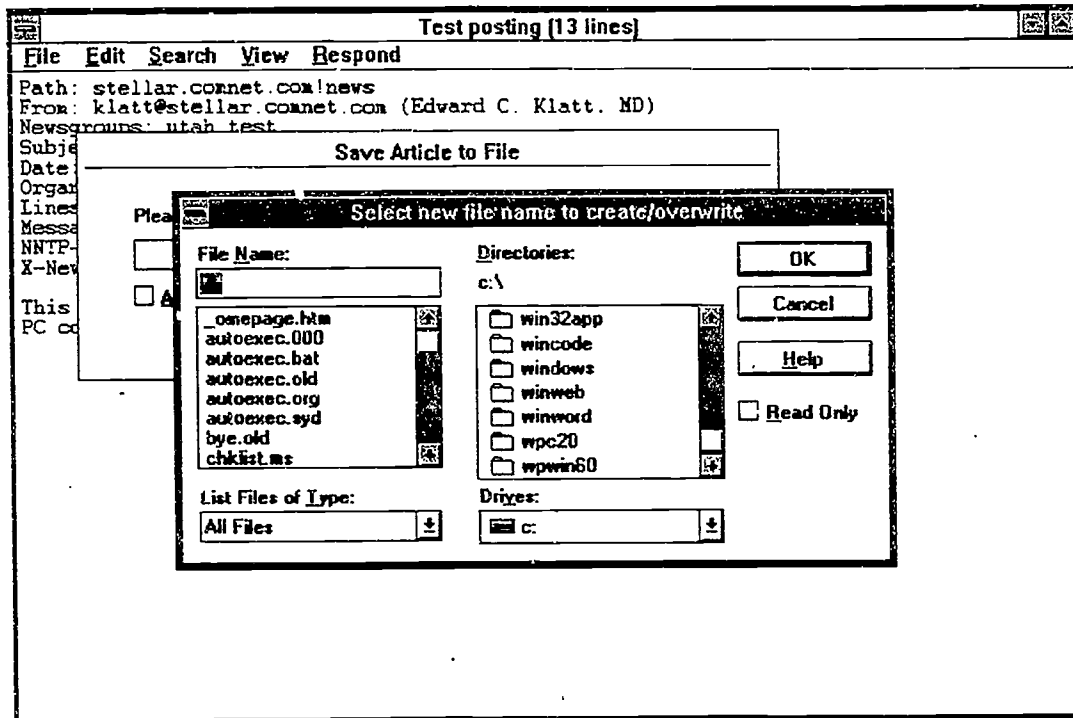 Test posting (13 lines)
File Edit Search View Respond
Path: stellar.comnet.com!news
From: klatt@stellar.comnet.com (Edward C. Klatt. MD)
Newsgroups: utah test
Subje
Date
Organ
Lines
Messa
NNTP-
X-New
This
PC co
Save Article to File
Plea
A
Select new file name to create/overwrite
File Name:
_omepage.htm
autoexec.000
autoexec.bat
autoexec.old
autoexec.org
autoexec.syd
bye.old
chklist.ms
List Files of Type:
All Files
Directories:
c:\
win32app
wincode
windows
winweb
winword
wpc20
wpwin60
Drives:
c:
OK
Cancel
Help
Read Only